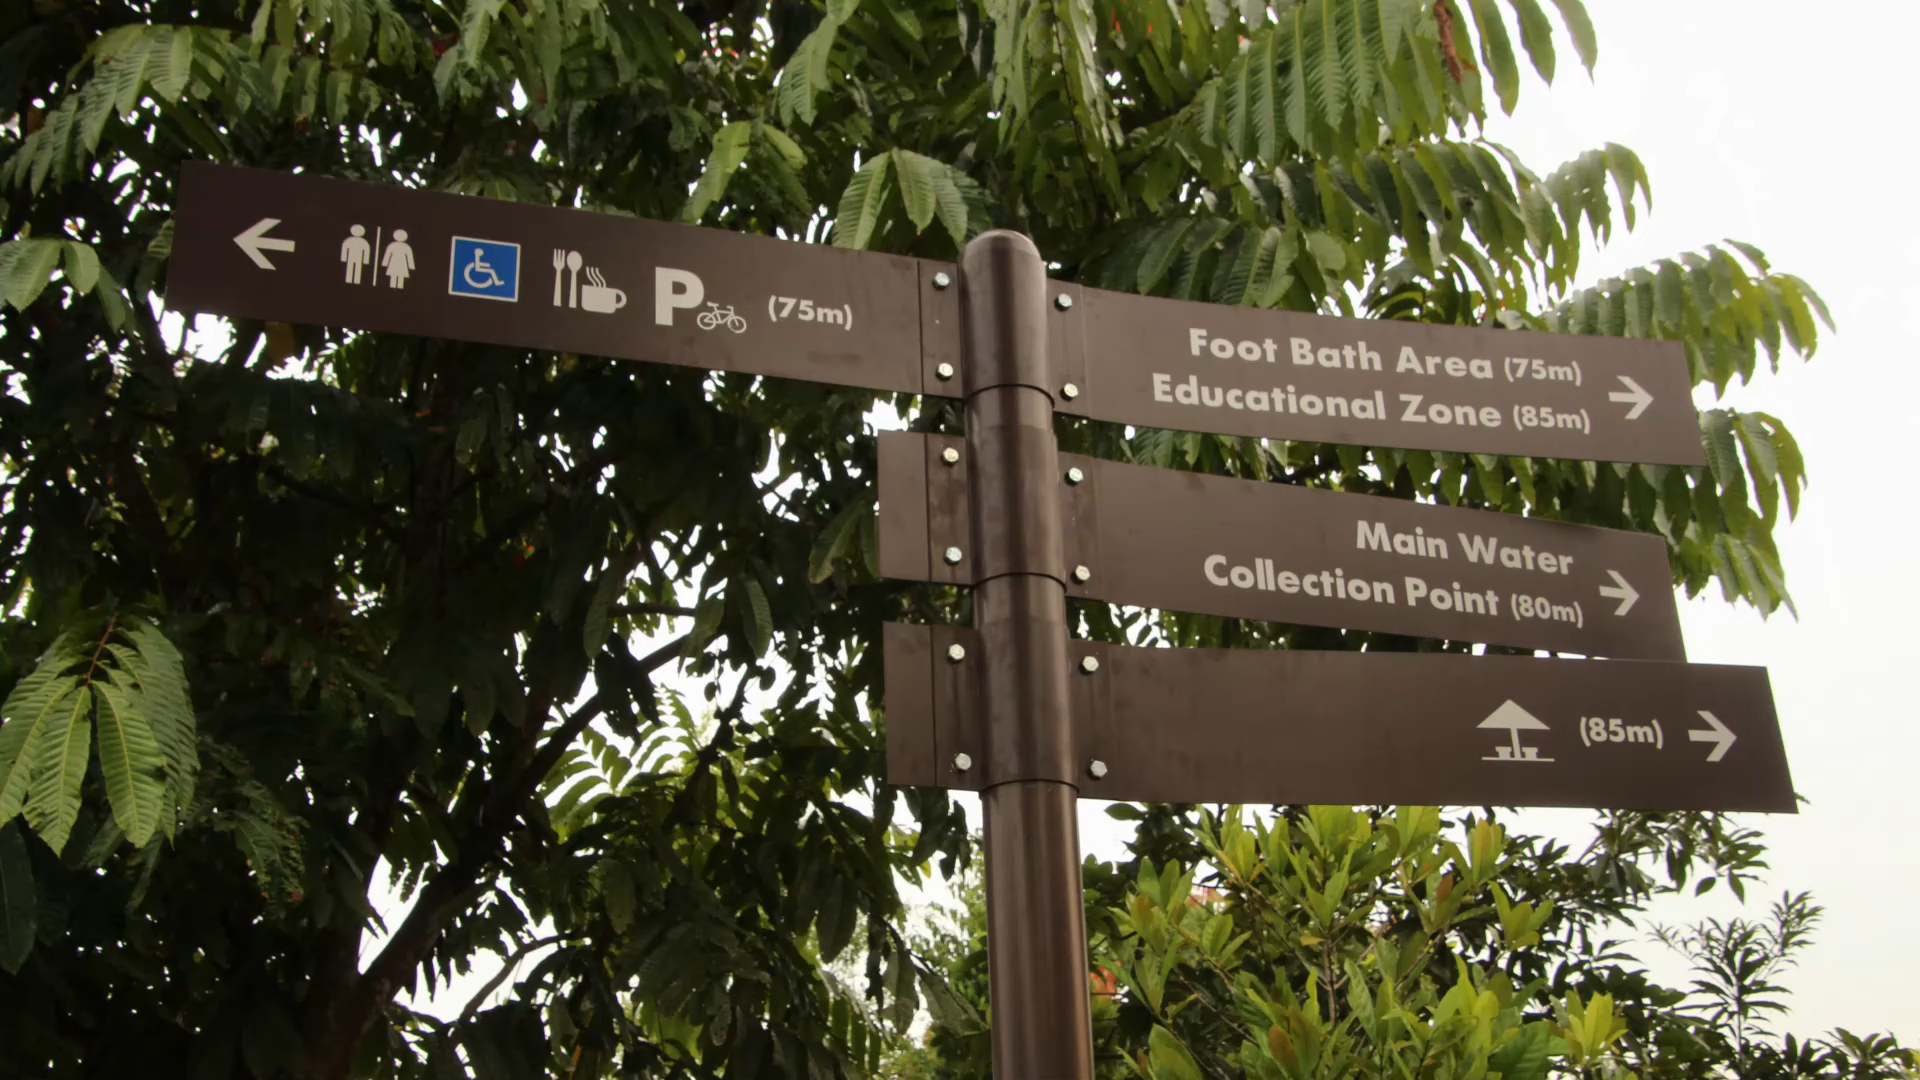 P (75m)
Foot Bath Area (75m)
Educational Zone (85m)
Main Water
Collection Point (80m)
(85m)